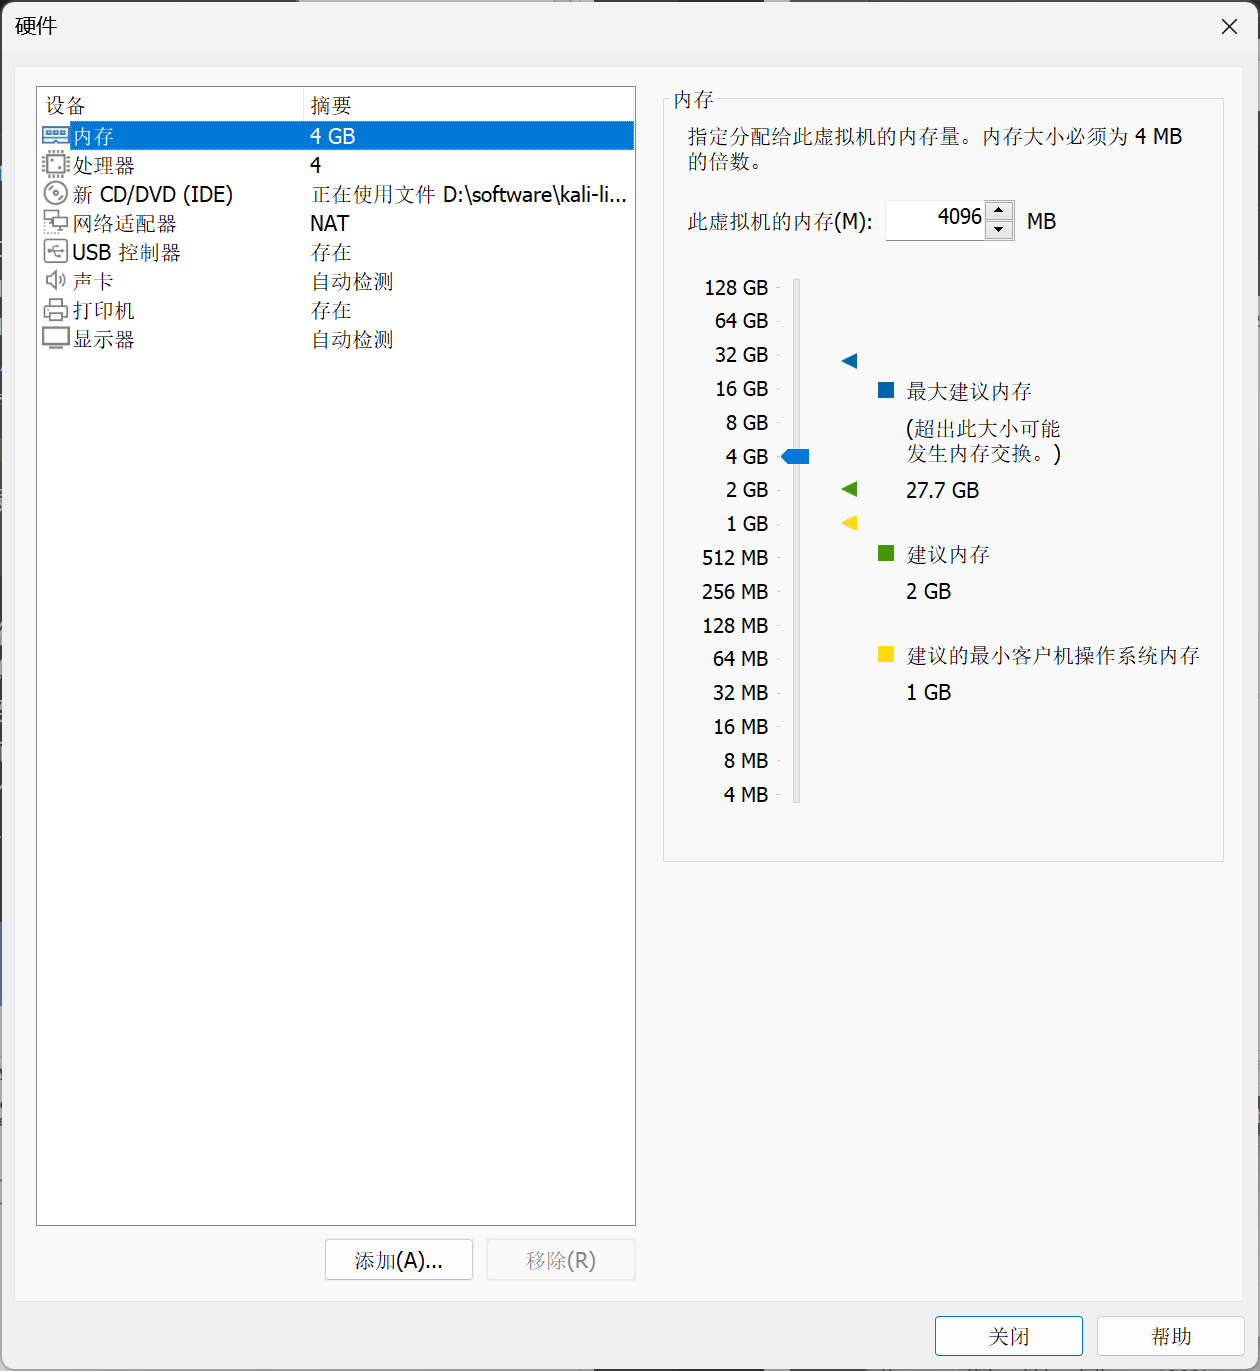 硬件
设备 摘要
内存 4 GB
处理器 4
新 CD/DVD (IDE) 正在使用文件 D:\software\kali-li...
网络适配器 NAT
USB 控制器 存在
声卡 自动检测
打印机 存在
显示器 自动检测
添加(A)... 移除(R)
内存
指定分配给此虚拟机的内存量。内存大小必须为 4 MB
的倍数。
此虚拟机的内存(M): 4096 MB
128 GB
64 GB
32 GB
16 GB
8 GB
4 GB
2 GB
1 GB
512 MB
256 MB
128 MB
64 MB
32 MB
16 MB
8 MB
4 MB
最大建议内存
(超出此大小可能
发生内存交换。)
27.7 GB
建议内存
2 GB
建议的最小客户机操作系统内存
1 GB
关闭 帮助